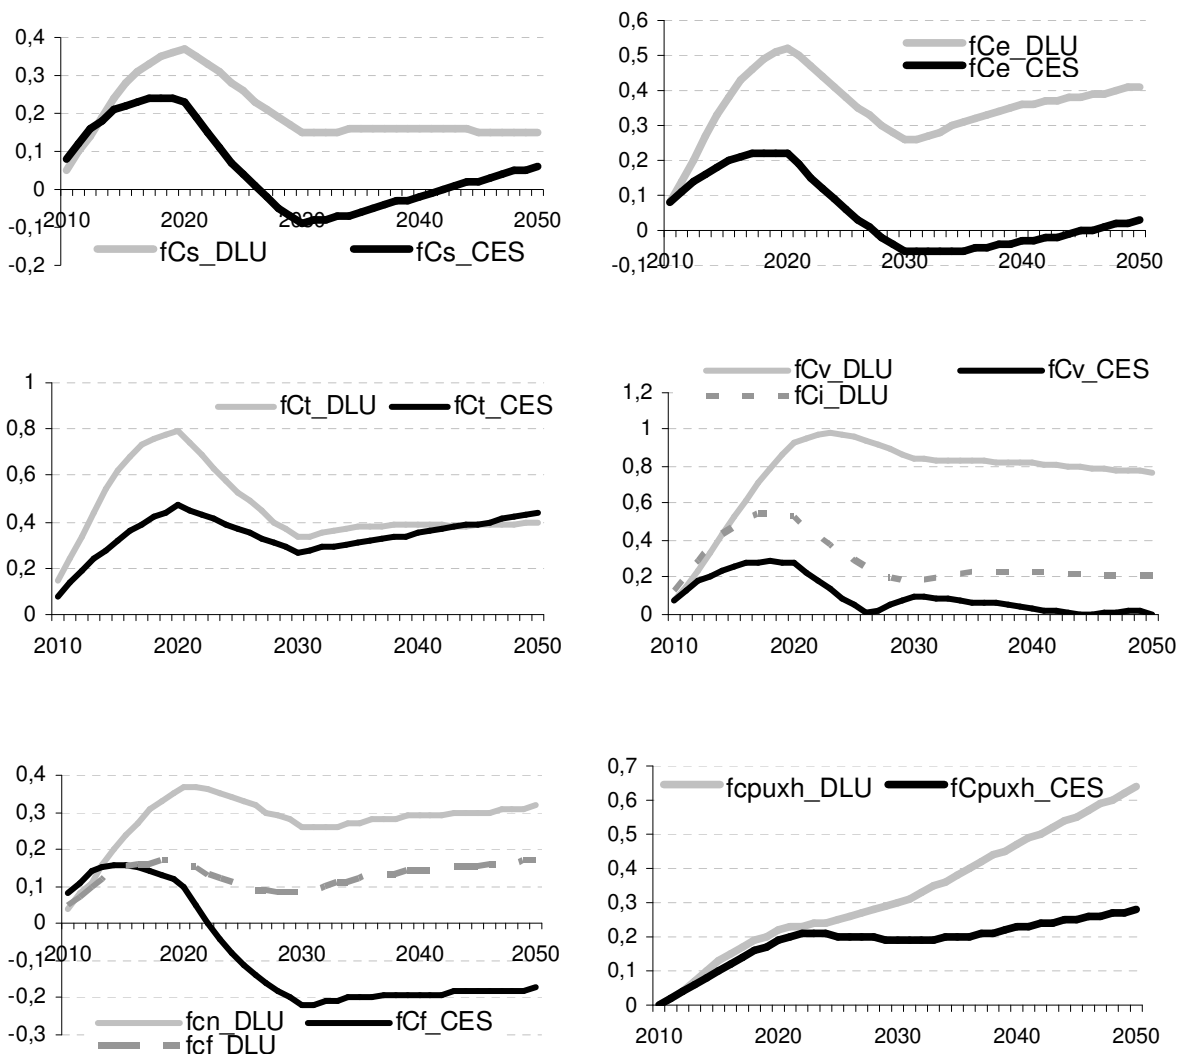 0,4
0,3
0,2
0,1
0
-0,1
-0,2
2010 2020 2030 2040 2050
fCs_DLU fCs_CES
0,6
0,5
0,4
0,3
0,2
0,1
0
-0,1
2010 2020 2030 2040 2050
fCe_DLU
fCe_CES
1
0,8
0,6
0,4
0,2
0
2010 2020 2030 2040 2050
fCt_DLU fCt_CES
fCv_DLU fCv_CES
fCi_DLU
1,2
1
0,8
0,6
0,4
0,2
0
2010 2020 2030 2040 2050
0,4
0,3
0,2
0,1
0
-0,1
-0,2
-0,3
2010 2020 2030 2040 2050
fcn_DLU fCf_CES
fcf_DLU
0,7
0,6
0,5
0,4
0,3
0,2
0,1
0
2010 2020 2030 2040 2050
fcpuxh_DLU fCpuxh_CES